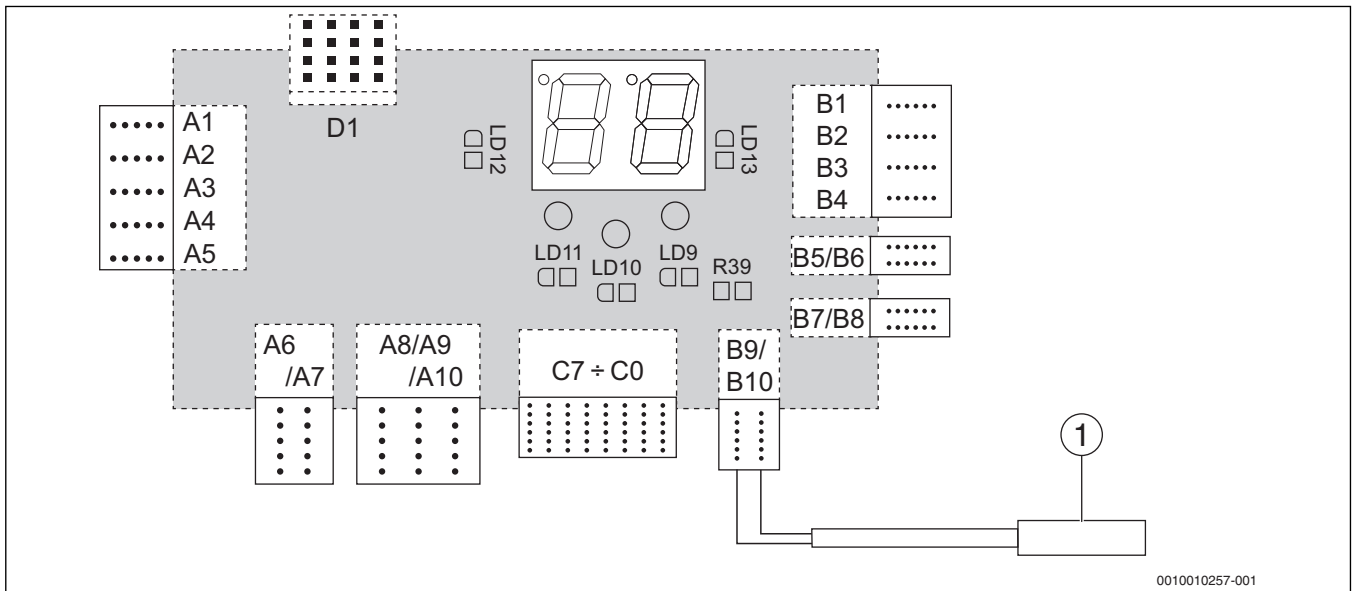 D1
A1
A2
A3
A4
A5
LD12
LD13
B1
B2
B3
B4
LD11
LD10
LD9
R39
B5/B6
B7/B8
A6
/A7
A8/A9
/A10
C7 ÷ C0
B9/
B10
1
0010010257-001